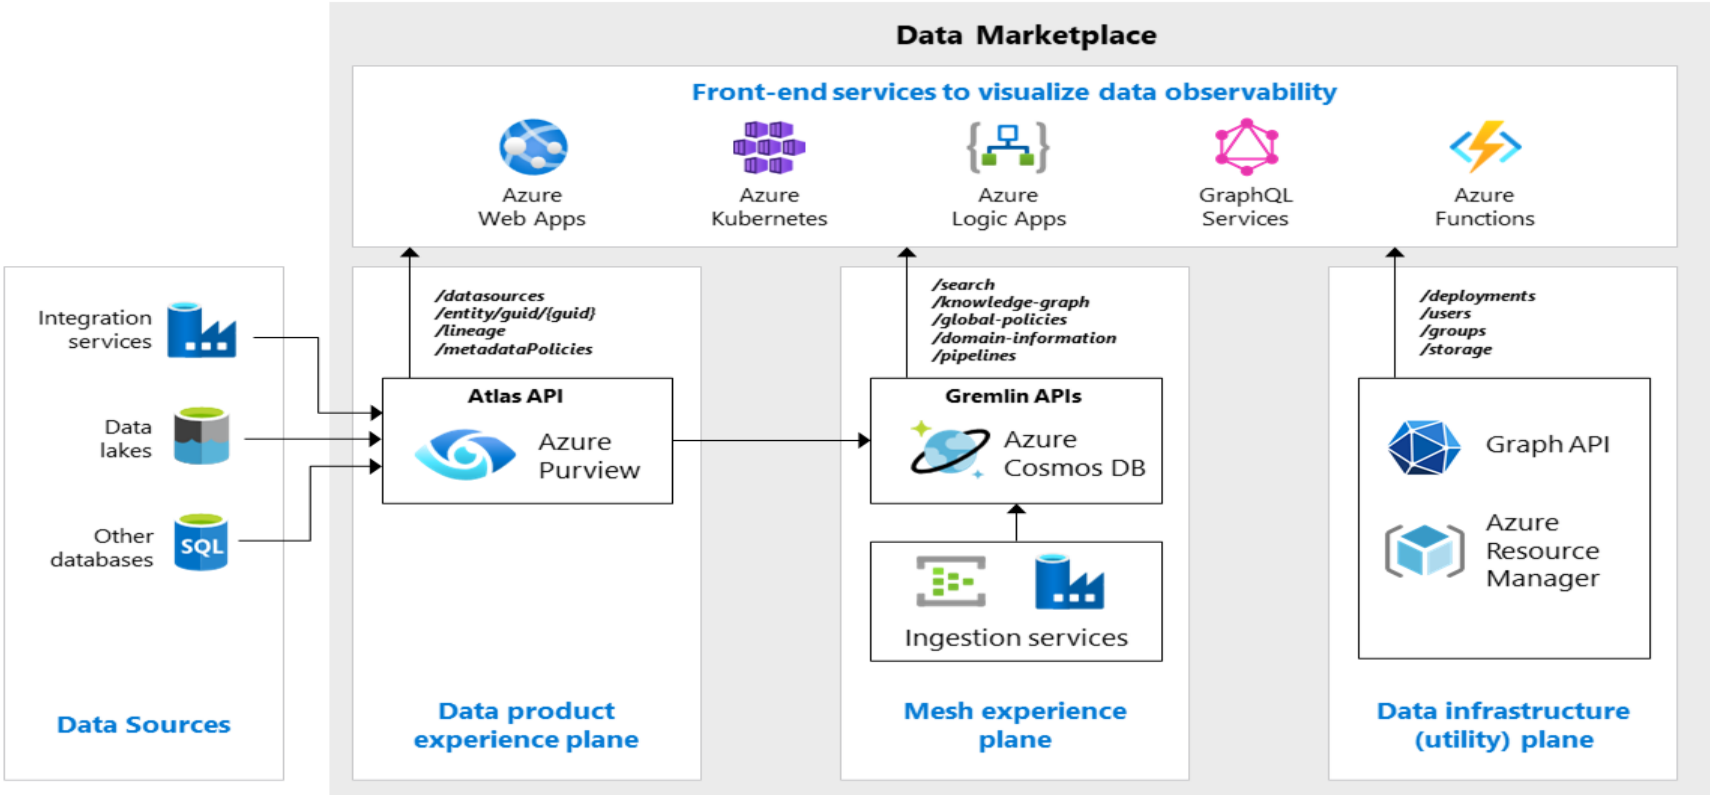 Data Marketplace
Front-end services to visualize data observability
Azure
Web Apps
Azure
Kubernetes
Azure
Logic Apps
GraphQL
Services
Azure
Functions
Integration
services
Data
lakes
Other
databases
SQL
Data Sources
/datasources
/entity/guid/{guid}
/lineage
/metadataPolicies
Atlas API
Azure
Purview
Data product
experience plane
/search
/knowledge-graph
/global-policies
/domain-information
/pipelines
Gremlin APIs
Azure
Cosmos DB
Ingestion services
Mesh experience
plane
/deployments
/users
/groups
/storage
Graph API
Azure
Resource
Manager
Data infrastructure
(utility) plane